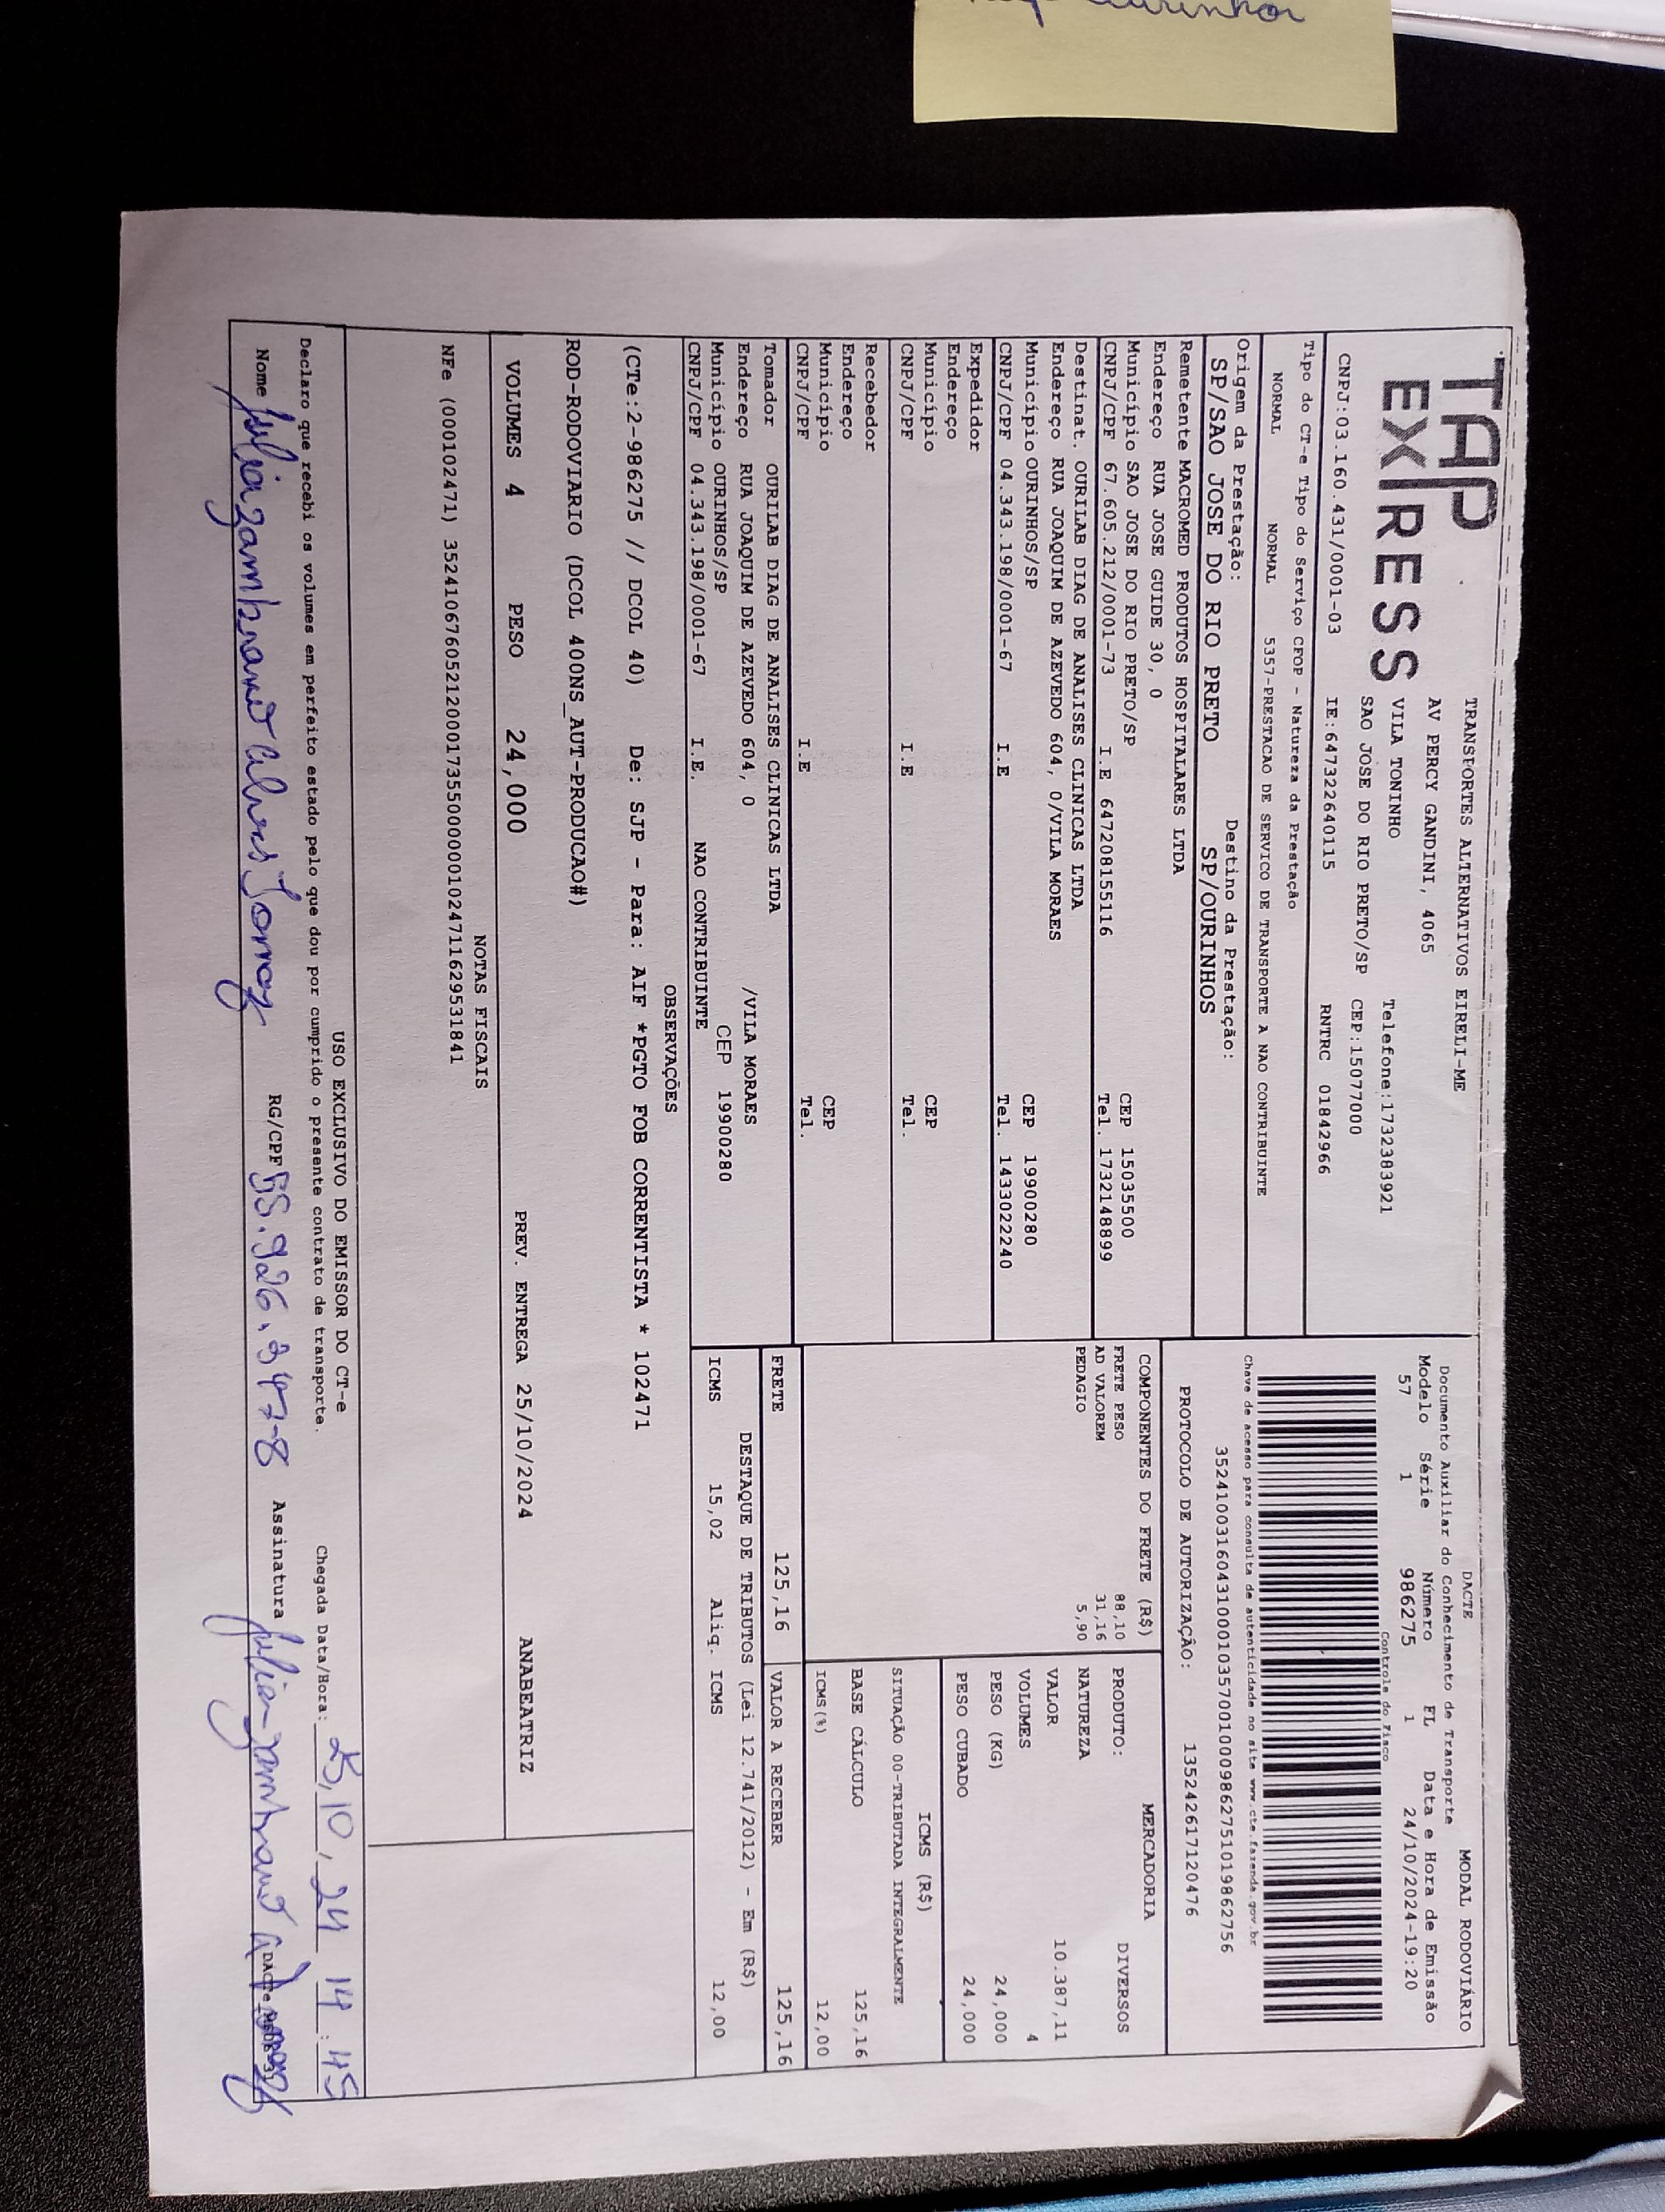 Ourinhos
TAP
EXPRESS
TRANSPORTES ALTERNATIVOS EIRELI-ME
AV PERCY GANDINI, 4065
VILA TONINHO
Telefone:1732383921
SAO JOSE DO RIO PRETO/SP
CEP:15077000
CNPJ:03.160.431/0001-03
IE:647322640115
RNTRC 01842966
DACTE
MODAL RODOVIÁRIO
Documento Auxiliar do Conhecimento de Transporte
Modelo Série Número FL Data e Hora de Emissão
57 1 986275 1 24/10/2024-19:20
Controle do Fisco
Chave de acesso para consulta de autenticidade no site www.cte.fazenda.gov.br
35241003160431000103570010009862751019862756
PROTOCOLO DE AUTORIZAÇÃO: 135242617120476
Tipo do CT-e Tipo do Serviço CFOP - Natureza da Prestação
NORMAL NORMAL 5357-PRESTACAO DE SERVICO DE TRANSPORTE A NAO CONTRIBUINTE
Origem da Prestação: Destino da Prestação:
SP/SAO JOSE DO RIO PRETO SP/OURINHOS
Remetente MACROMED PRODUTOS HOSPITALARES LTDA
Endereço RUA JOSE GUIDE 30, 0
Município SAO JOSE DO RIO PRETO/SP CEP 15035500
CNPJ/CPF 67.605.212/0001-73 I.E 647208155116 Tel. 1732148899
Destinat. OURILAB DIAG DE ANALISES CLINICAS LTDA
Endereço RUA JOAQUIM DE AZEVEDO 604, 0/VILA MORAES
Município OURINHOS/SP CEP 19900280
CNPJ/CPF 04.343.198/0001-67 I.E Tel. 1433022240
Expedidor
Endereço
Município CEP
CNPJ/CPF I.E Tel.
Recebedor
Endereço
Município CEP
CNPJ/CPF I.E Tel.
Tomador OURILAB DIAG DE ANALISES CLINICAS LTDA
Endereço RUA JOAQUIM DE AZEVEDO 604, 0 /VILA MORAES
Município OURINHOS/SP CEP 19900280
CNPJ/CPF 04.343.198/0001-67 I.E. NAO CONTRIBUINTE
COMPONENTES DO FRETE (R$)
FRETE PESO 88,10
AD VALOREM 31,16
PEDAGIO 5,90
MERCADORIA
PRODUTO: DIVERSOS
NATUREZA
VALOR 10.387,11
VOLUMES 4
PESO (KG) 24,000
PESO CUBADO 24,000
ICMS (R$)
SITUAÇÃO 00-TRIBUTADA INTEGRALMENTE
BASE CÁLCULO 125,16
ICMS(%) 12,00
FRETE 125,16 VALOR A RECEBER 125,16
DESTAQUE DE TRIBUTOS (Lei 12.741/2012) - Em (R$)
ICMS 15,02 Aliq. ICMS 12,00
OBSERVAÇÕES
(CTe:2-986275 // DCOL 40) De: SJP - Para: AIF *PGTO FOB CORRENTISTA * 102471
ROD-RODOVIARIO (DCOL 400NS_AUT-PRODUCAO#)
VOLUMES 4 PESO 24,000 PREV. ENTREGA 25/10/2024 ANABEATRIZ
NOTAS FISCAIS
NFe (000102471) 35241067605212000173550000001024711629531841
USO EXCLUSIVO DO EMISSOR DO CT-e
Declaro que recebi os volumes em perfeito estado pelo que dou por cumprido o presente contrato de transporte. Chegada Data/Hora: 25,10,24 14:45
Nome RG/CPF 55.926.347-8 Assinatura